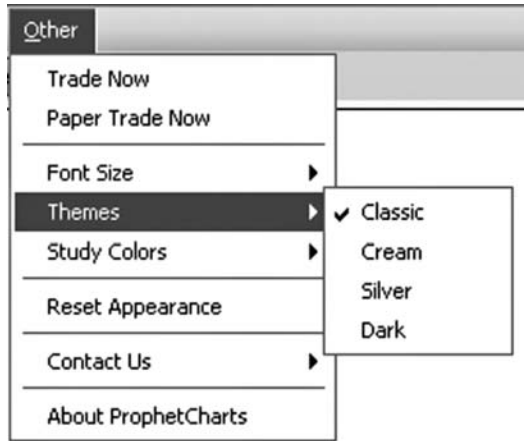 Other
Trade Now
Paper Trade Now
Font Size
Themes
Study Colors
Reset Appearance
Contact Us
About ProphetCharts
Classic
Cream
Silver
Dark